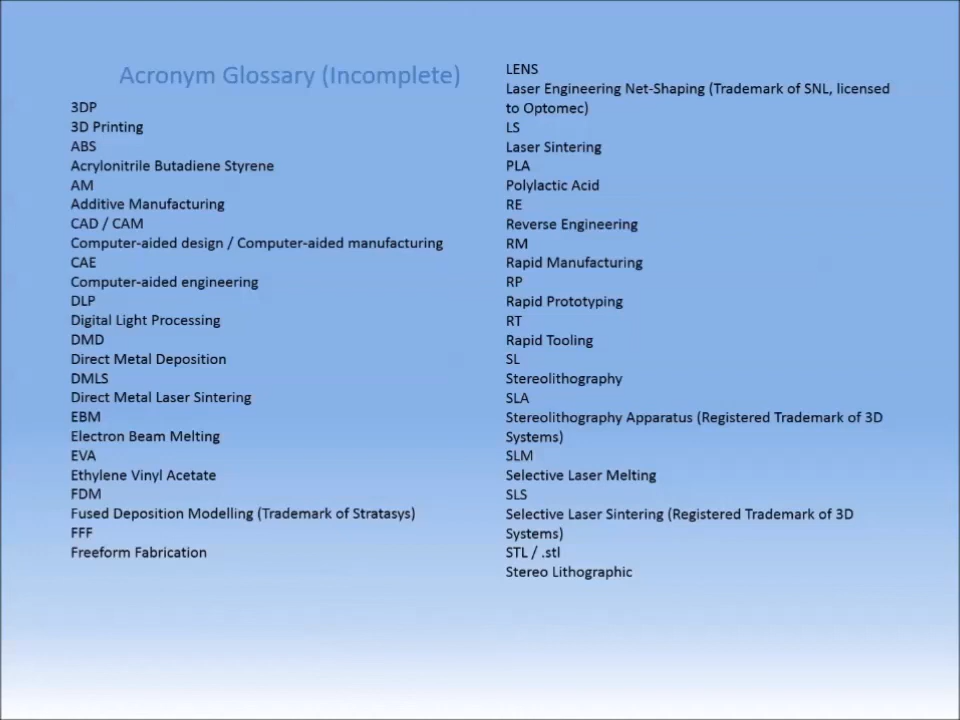 Acronym Glossary (Incomplete)
3DP
3D Printing
ABS
Acrylonitrile Butadiene Styrene
AM
Additive Manufacturing
CAD / CAM
Computer-aided design / Computer-aided manufacturing
CAE
Computer-aided engineering
DLP
Digital Light Processing
DMD
Direct Metal Deposition
DMLS
Direct Metal Laser Sintering
EBM
Electron Beam Melting
EVA
Ethylene Vinyl Acetate
FDM
Fused Deposition Modelling (Trademark of Stratasys)
FFF
Freeform Fabrication
LENS
Laser Engineering Net-Shaping (Trademark of SNL, licensed
to Optomec)
LS
Laser Sintering
PLA
Polylactic Acid
RE
Reverse Engineering
RM
Rapid Manufacturing
RP
Rapid Prototyping
RT
Rapid Tooling
SL
Stereolithography
SLA
Stereolithography Apparatus (Registered Trademark of 3D
Systems)
SLM
Selective Laser Melting
SLS
Selective Laser Sintering (Registered Trademark of 3D
Systems)
STL / .stl
Stereo Lithographic